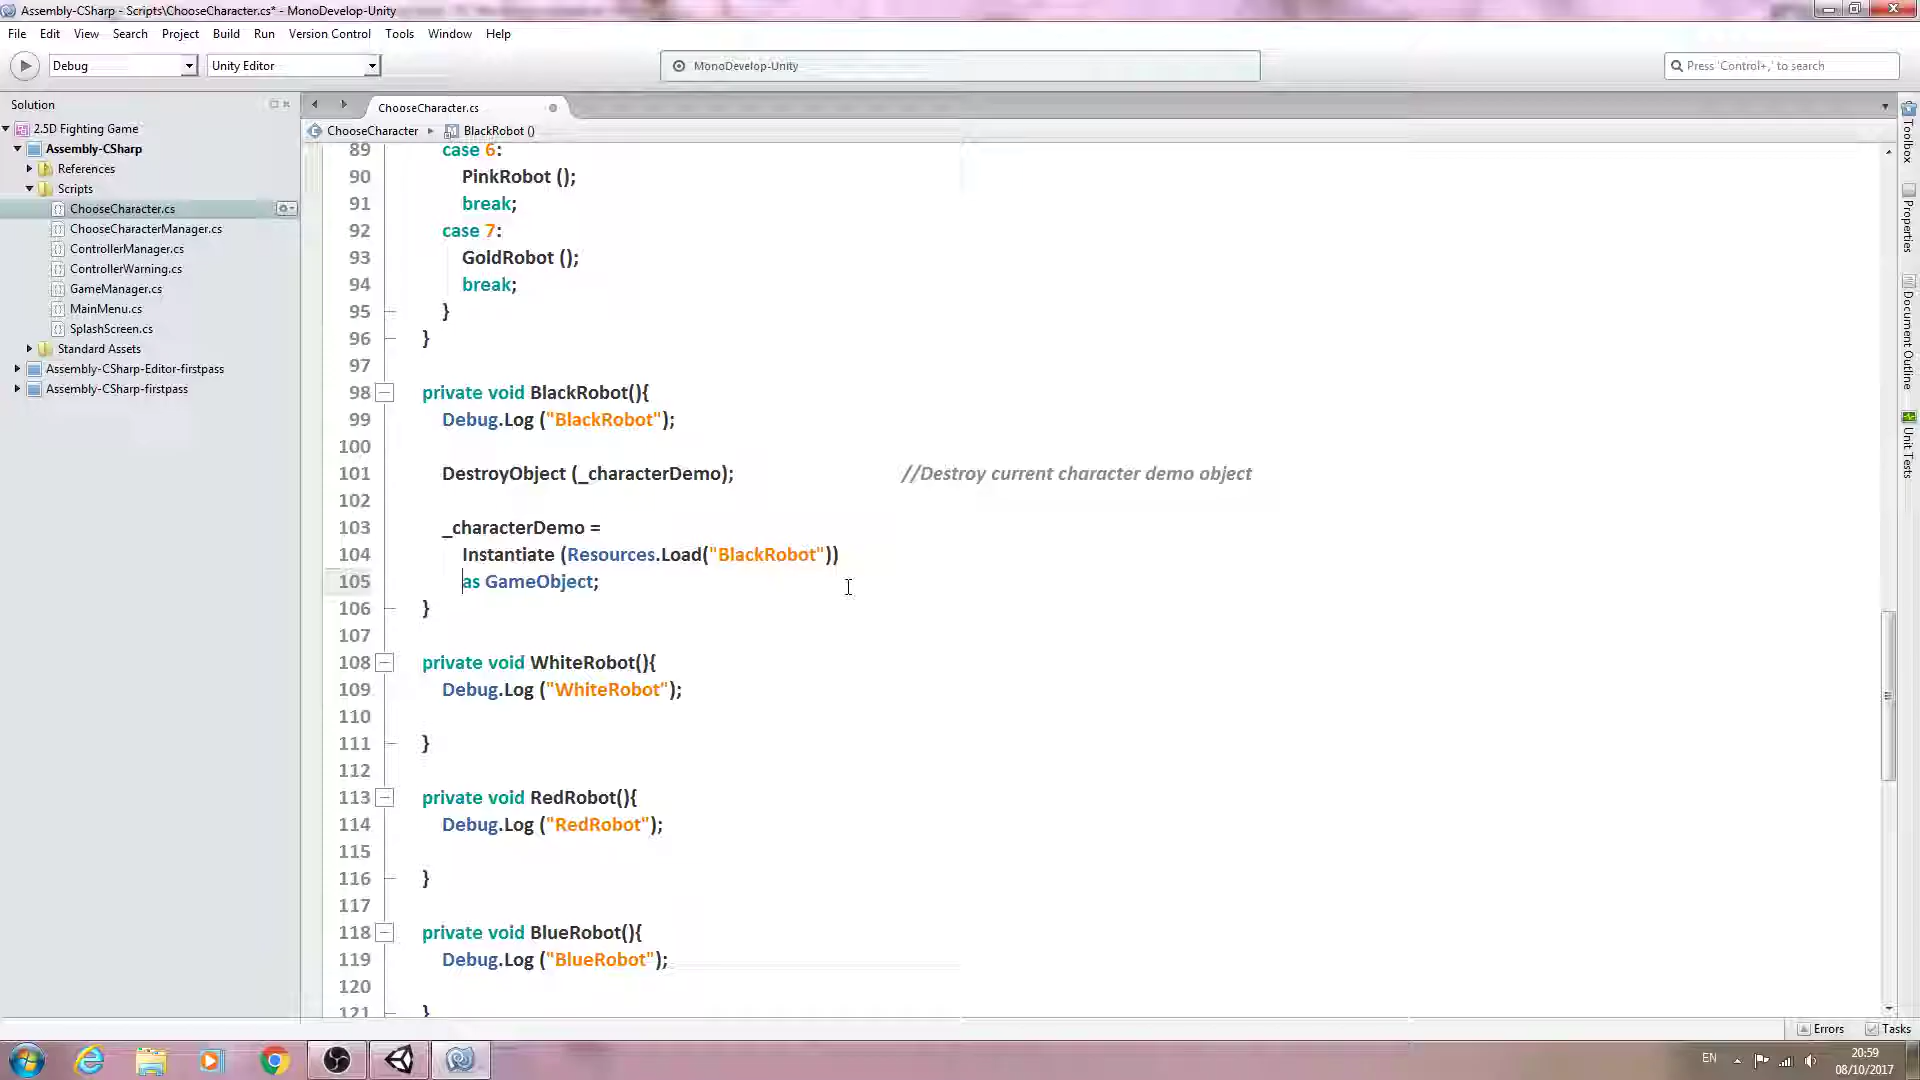 Assembly-CSharp - Scripts\ChooseCharacter.cs* - MonoDevelop-Unity
File Edit View Search Project Build Run Version Control Tools Window Help
Debug Unity Editor MonoDevelop-Unity Press 'Control+,' to search
Solution
2.5D Fighting Game
Assembly-CSharp
References
Scripts
ChooseCharacter.cs
ChooseCharacterManager.cs
ControllerManager.cs
ControllerWarning.cs
GameManager.cs
MainMenu.cs
SplashScreen.cs
Standard Assets
Assembly-CSharp-Editor-firstpass
Assembly-CSharp-firstpass
ChooseCharacter.cs
ChooseCharacter BlackRobot ()
89 case 6:
90 PinkRobot ();
91 break;
92 case 7:
93 GoldRobot ();
94 break;
95 }
96 }
97
98 private void BlackRobot(){
99 Debug.Log ("BlackRobot");
100
101 DestroyObject (_characterDemo); //Destroy current character demo object
102
103 _characterDemo =
104 Instantiate (Resources.Load("BlackRobot"))
105 as GameObject;
106 }
107
108 private void WhiteRobot(){
109 Debug.Log ("WhiteRobot");
110
111 }
112
113 private void RedRobot(){
114 Debug.Log ("RedRobot");
115
116 }
117
118 private void BlueRobot(){
119 Debug.Log ("BlueRobot");
120
121 }
Toolbox
Properties
Document Outline
Unit Tests
Errors Tasks
EN
20:59
08/10/2017